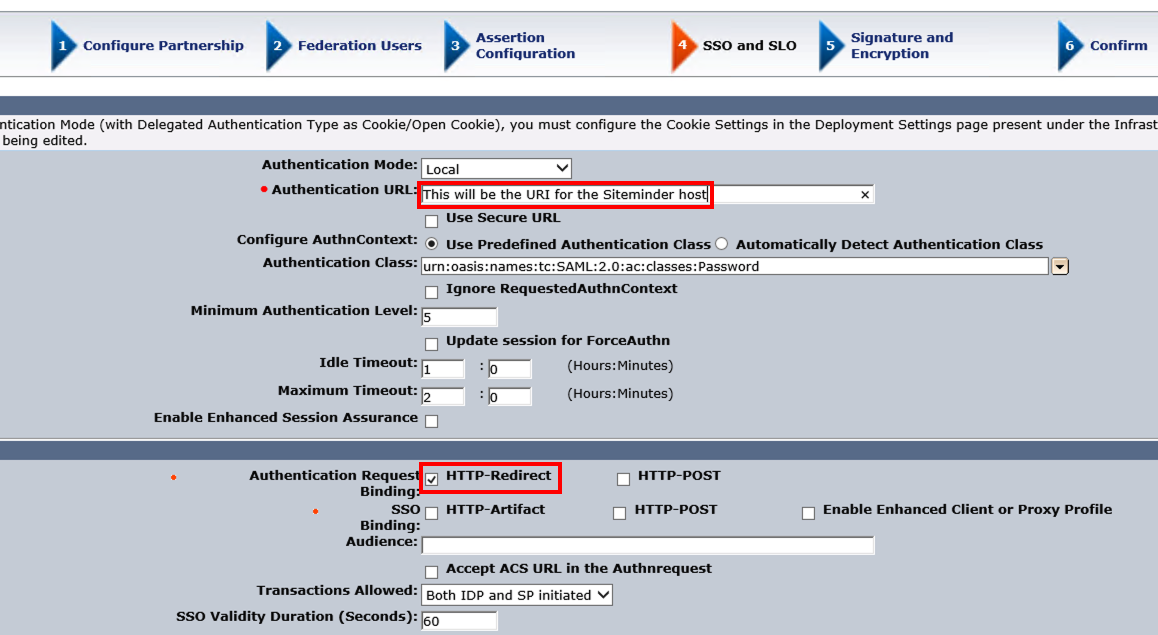 1 Configure Partnership 2 Federation Users 3 Assertion Configuration 4 SSO and SLO 5 Signature and Encryption 6 Confirm
ntication Mode (with Delegated Authentication Type as Cookie/Open Cookie), you must configure the Cookie Settings in the Deployment Settings page present under the Infrast
being edited.
Authentication Mode: Local
Authentication URL: This will be the URI for the Siteminder host ×
Use Secure URL
Configure AuthnContext: Use Predefined Authentication Class Automatically Detect Authentication Class
Authentication Class: urn:oasis:names:tc:SAML:2.0:ac:classes:Password
Ignore RequestedAuthnContext
Minimum Authentication Level: 5
Update session for ForceAuthn
Idle Timeout: 1 : 0 (Hours:Minutes)
Maximum Timeout: 2 : 0 (Hours:Minutes)
Enable Enhanced Session Assurance
Authentication Request Binding: HTTP-Redirect HTTP-POST
SSO Binding: HTTP-Artifact HTTP-POST Enable Enhanced Client or Proxy Profile
Audience:
Accept ACS URL in the Authnrequest
Transactions Allowed: Both IDP and SP initiated
SSO Validity Duration (Seconds): 60